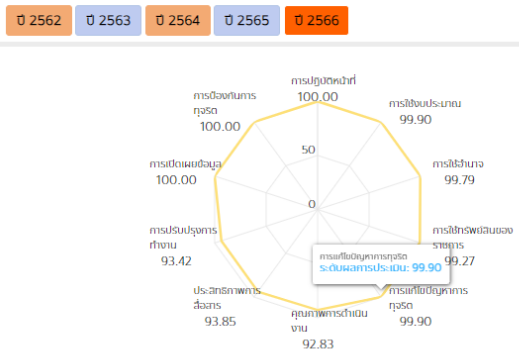 ปี 2562 ปี 2563 ปี 2564 ปี 2565 ปี 2566
การปฏิบัติหน้าที่
100.00
การป้องกันการ
ทุจริต
100.00
การใช้งบประมาณ
99.90
50
การเปิดเผยข้อมูล
100.00
การใช้อำนาจ
99.79
0
การปรับปรุงการ
ทำงาน
93.42
การใช้ทรัพย์สินของ
ราชการ
99.27
การแก้ไขปัญหาการทุจริต
ระดับผลการประเมิน: 99.90
ประสิทธิภาพการ
สื่อสาร
93.85
การแก้ไขปัญหาการ
ทุจริต
99.90
คุณภาพการดำเนิน
งาน
92.83